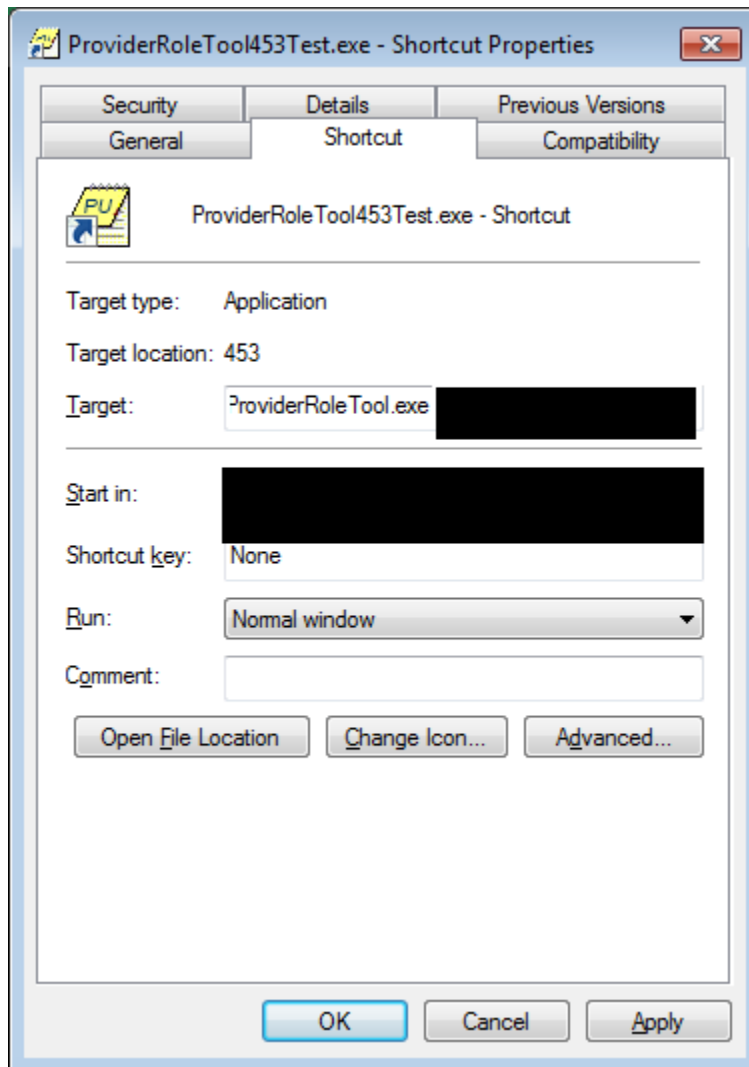 ProviderRoleTool453Test.exe - Shortcut Properties
Security Details Previous Versions
General Shortcut Compatibility
PU
ProviderRoleTool453Test.exe - Shortcut
Target type: Application
Target location: 453
Target: ProviderRoleTool.exe
Start in:
Shortcut key: None
Run: Normal window
Comment:
Open File Location Change Icon... Advanced...
OK Cancel Apply